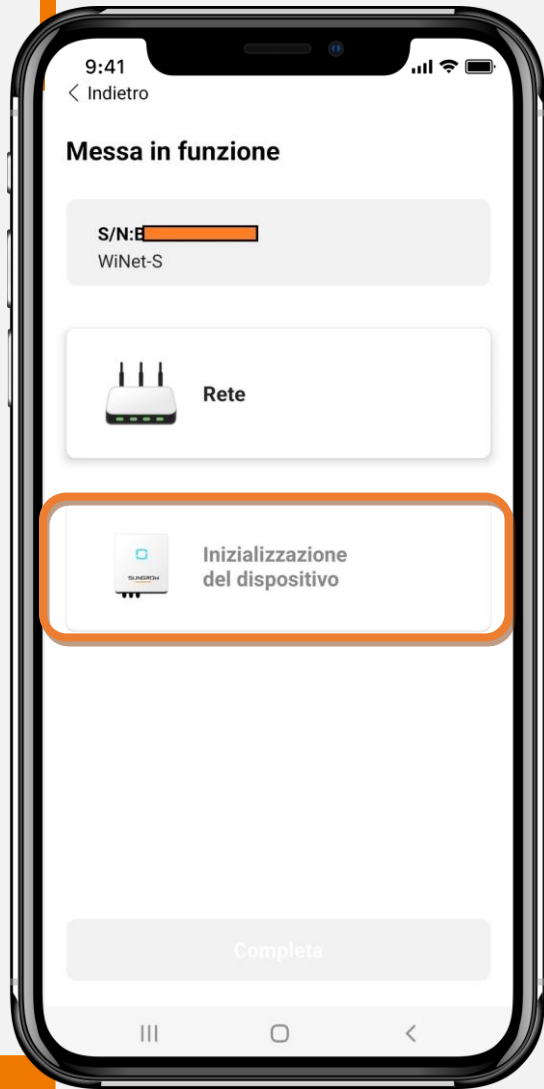 9:41
Indietro
Messa in funzione
S/N:E
WiNet-S
Rete
SUNGROW
Inizializzazione
del dispositivo
Completa